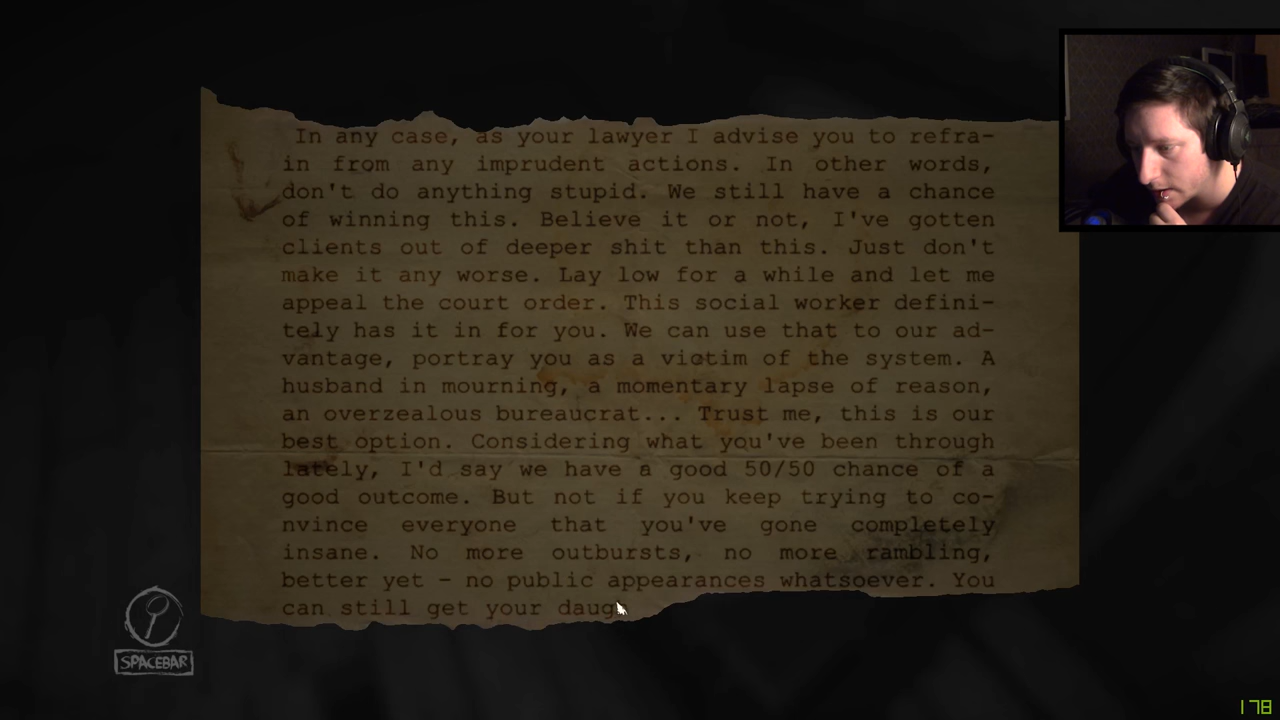 In any case, as your lawyer I advise you to refra-
in from any imprudent actions. In other words,
don't do anything stupid. We still have a chance
of winning this. Believe it or not, I've gotten
clients out of deeper shit than this. Just don't
make it any worse. Lay low for a while and let me
appeal the court order. This social worker defini-
tely has it in for you. We can use that to our ad-
vantage, portray you as a victim of the system. A
husband in mourning, a momentary lapse of reason,
an overzealous bureaucrat... Trust me, this is our
best option. Considering what you've been through
lately, I'd say we have a good 50/50 chance of a
good outcome. But not if you keep trying to co-
nvince everyone that you've gone completely
insane. No more outbursts, no more rambling,
better yet – no public appearances whatsoever. You
can still get your daug
SPACEBAR
178